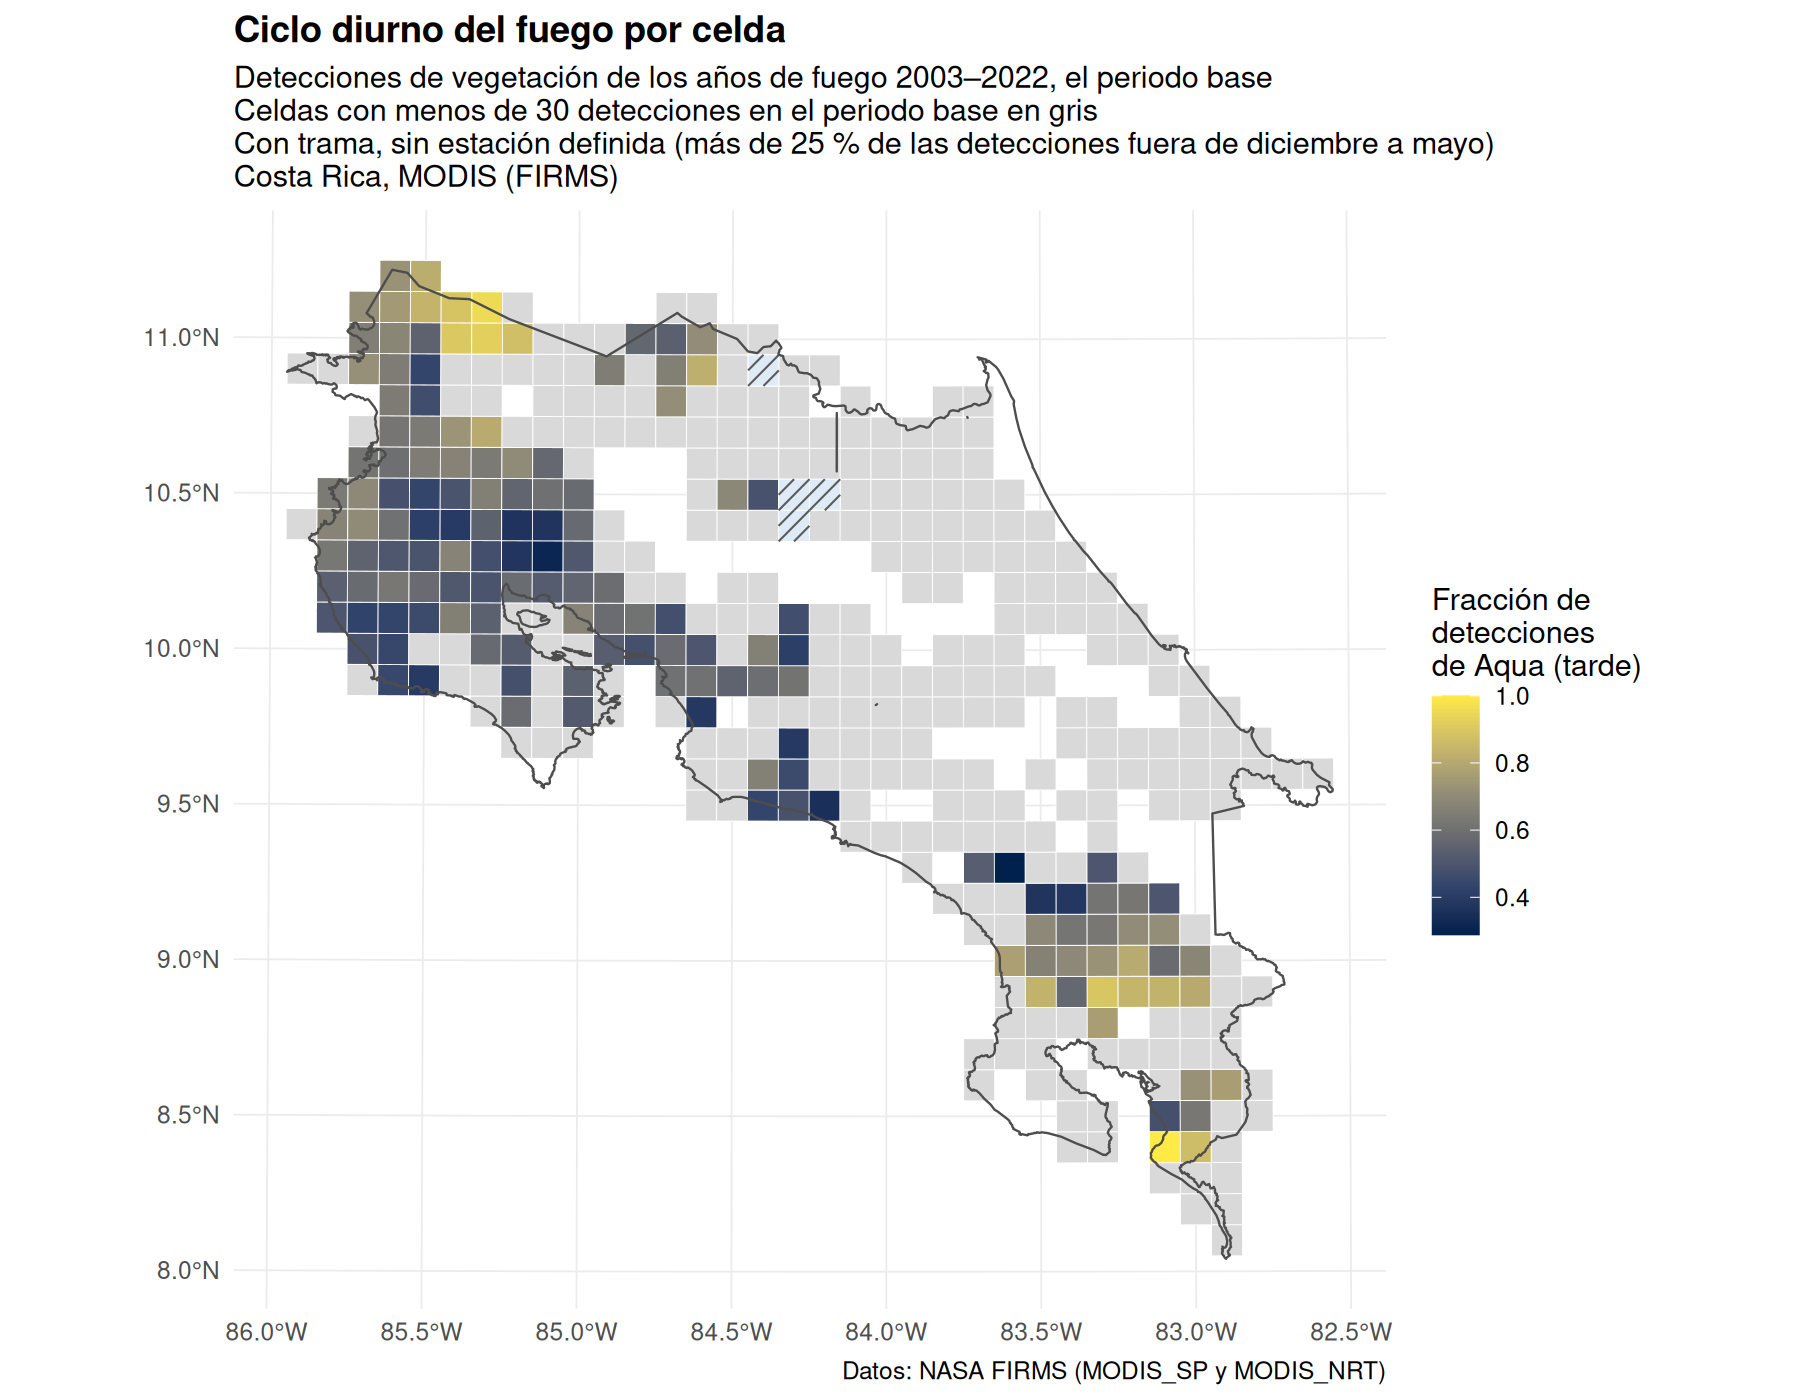 Ciclo diurno del fuego por celda
Detecciones de vegetación de los años de fuego 2003–2022, el periodo base
Celdas con menos de 30 detecciones en el periodo base en gris
Con trama, sin estación definida (más de 25 % de las detecciones fuera de diciembre a mayo)
Costa Rica, MODIS (FIRMS)
11.0°N
10.5°N
10.0°N
9.5°N
9.0°N
8.5°N
8.0°N
86.0°W
85.5°W
85.0°W
84.5°W
84.0°W
83.5°W
83.0°W
82.5°W
Fracción de
detecciones
de Aqua (tarde)
1.0
0.8
0.6
0.4
Datos: NASA FIRMS (MODIS_SP y MODIS_NRT)